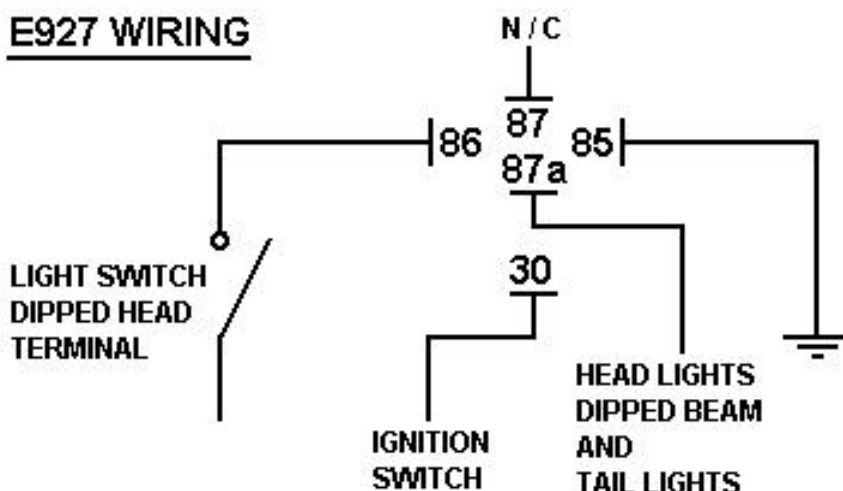 E927 WIRING
N / C
86
87
85
87a
30
LIGHT SWITCH
DIPPED HEAD
TERMINAL
IGNITION
SWITCH
HEAD LIGHTS
DIPPED BEAM
AND
TAIL LIGHTS